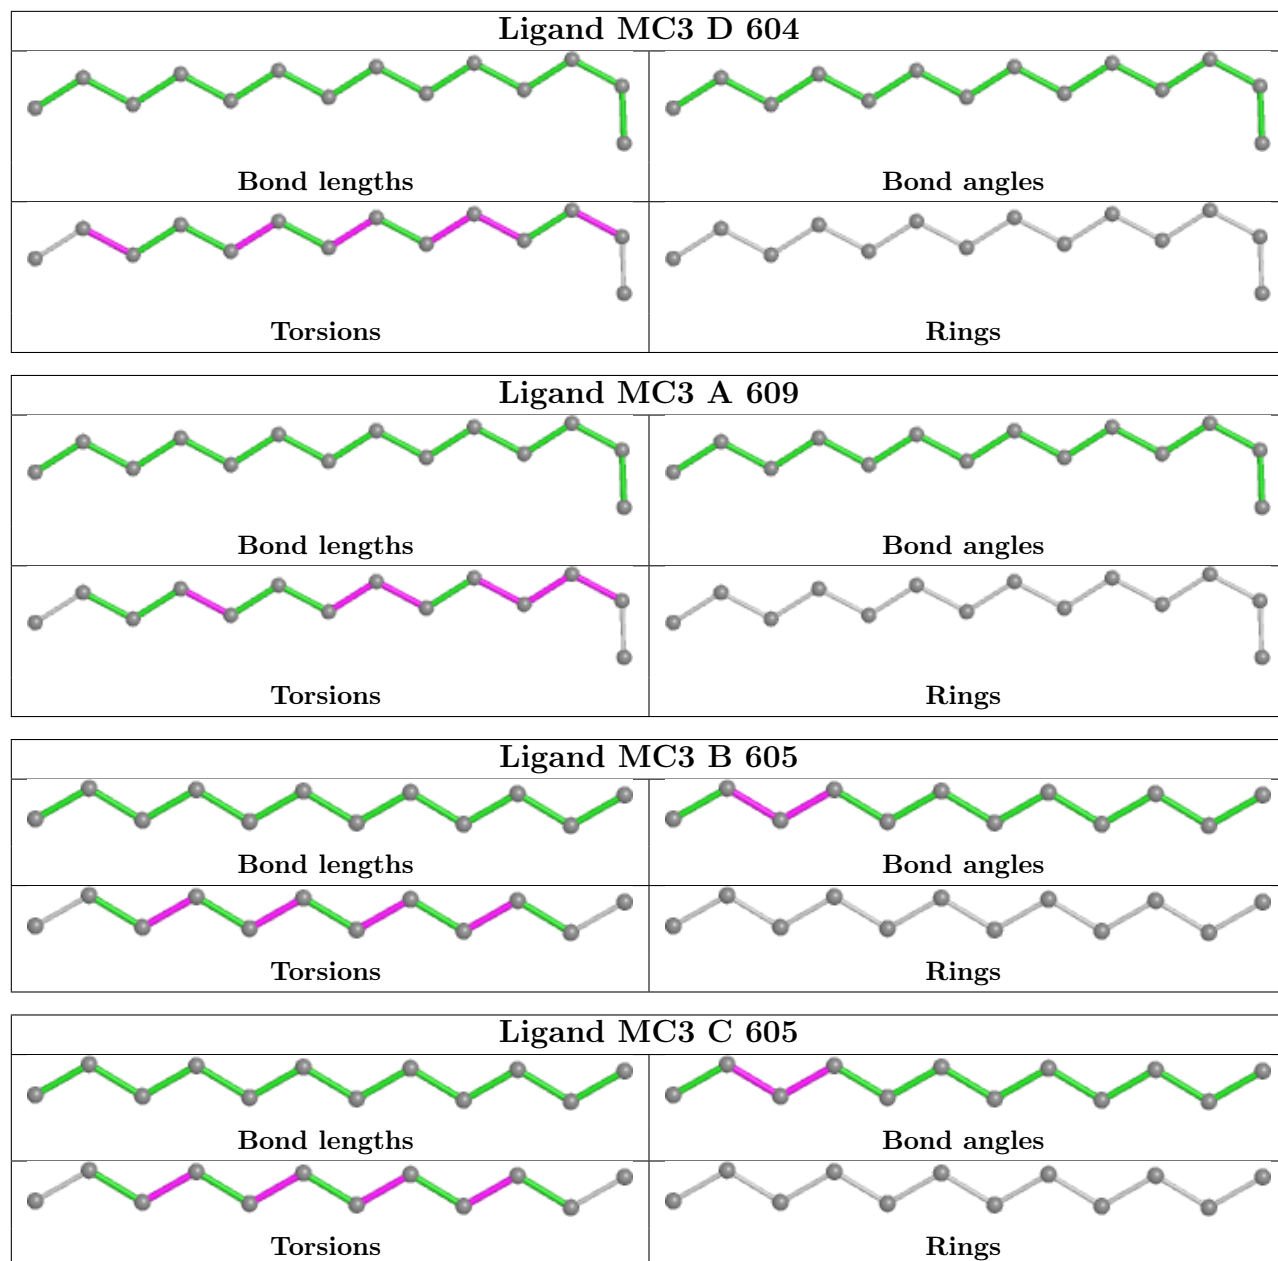 Ligand MC3 D 604
Bond lengths
Bond angles
Torsions
Rings
Ligand MC3 A 609
Bond lengths
Bond angles
Torsions
Rings
Ligand MC3 B 605
Bond lengths
Bond angles
Torsions
Rings
Ligand MC3 C 605
Bond lengths
Bond angles
Torsions
Rings